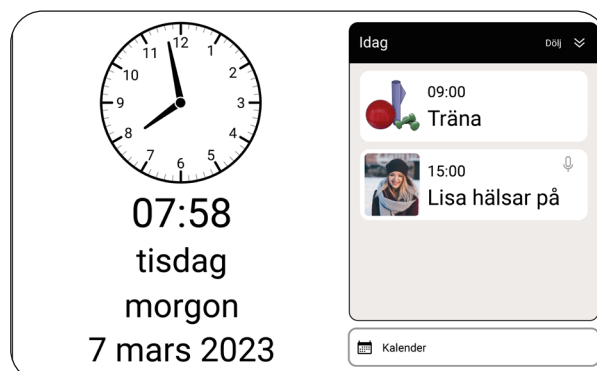 12
1
2
3
4
5
6
7
8
9
10
11
07:58
tisdag
morgon
7 mars 2023
Idag
Dölj
09:00
Träna
15:00
Lisa hälsar på
Kalender